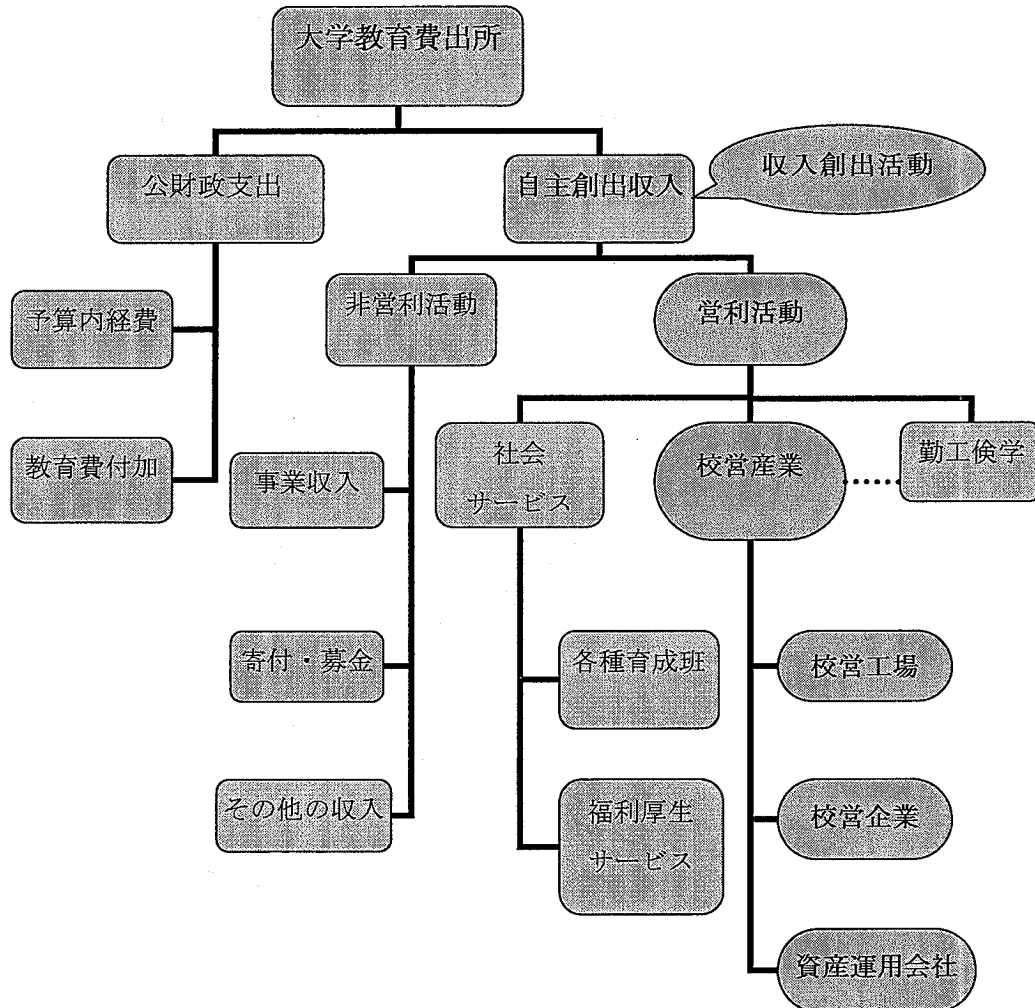 大学教育費出所
公財政支出
自主創出収入
収入創出活動
予算内経費
非営利活動
営利活動
教育費付加
事業収入
社会
サービス
校営産業
勤工倹学
寄付・募金
各種育成班
校営工場
その他の収入
福利厚生
サービス
校営企業
資産運用会社